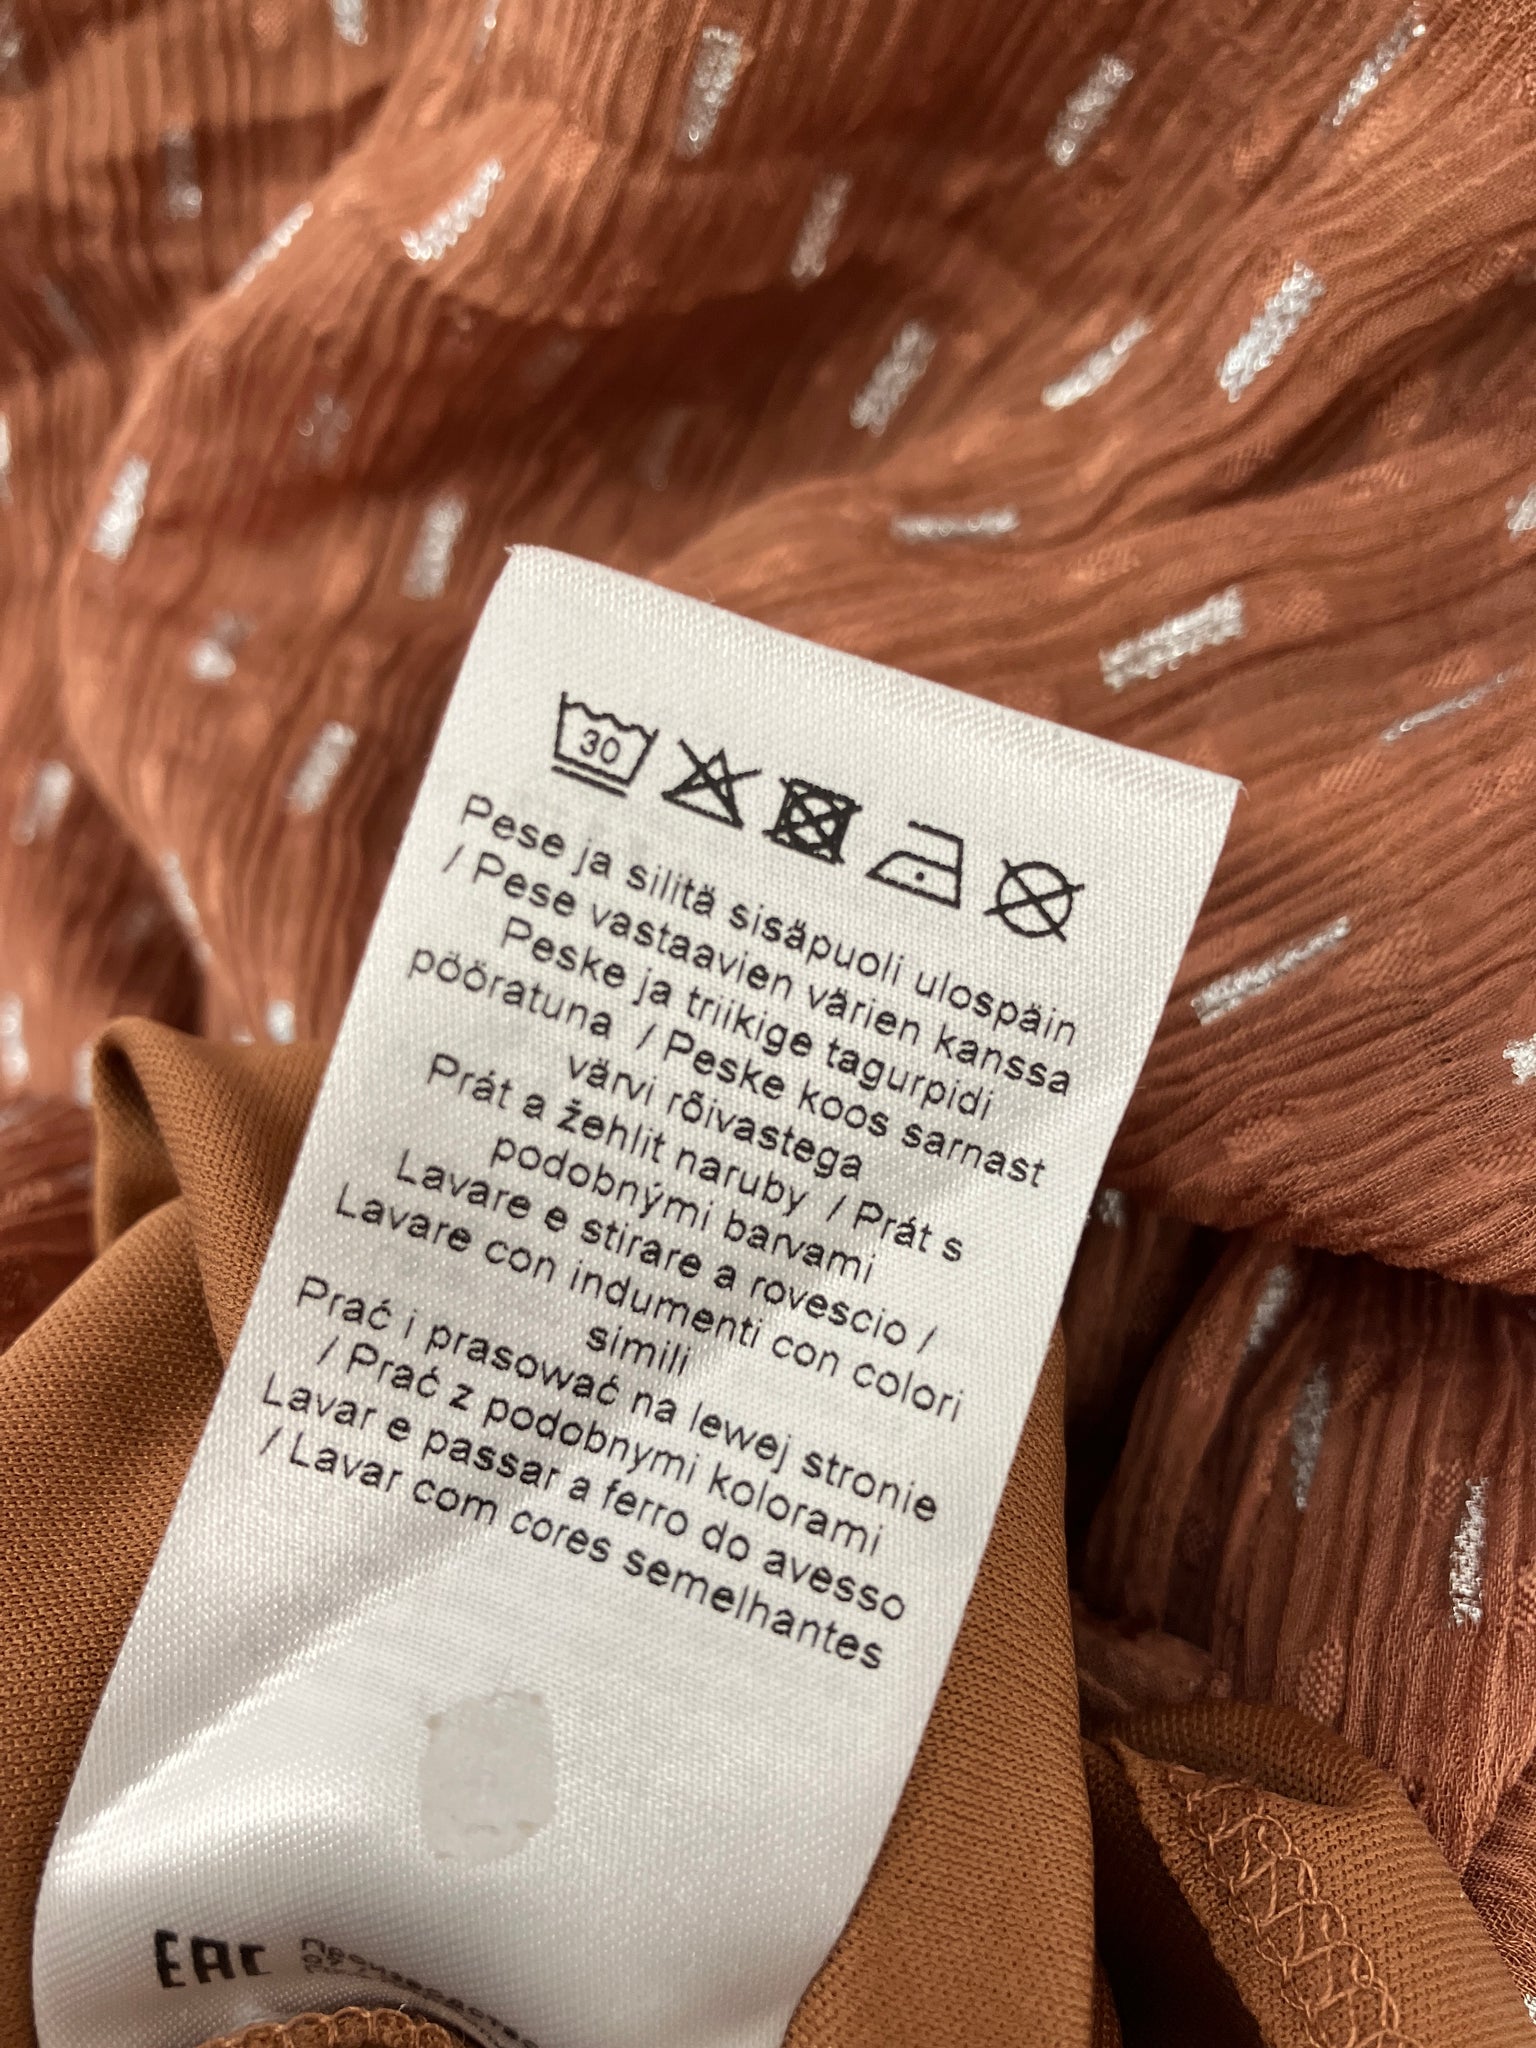 30
Pese ja silitä sisäpuoli ulospäin
/ Pese vastaavien värien kanssa
Peske ja triikige tagurpidi
pööratuna / Peske koos sarnast
värvi rõivastega
Prát a žehlit naruby / Prát s
podobnými barvami
Lavare e stirare a rovescio /
Lavare con indumenti con colori
simili
Prać i prasować na lewej stronie
/ Prać z podobnymi kolorami
Lavar e passar a ferro do avesso
/ Lavar com cores semelhantes
EAC